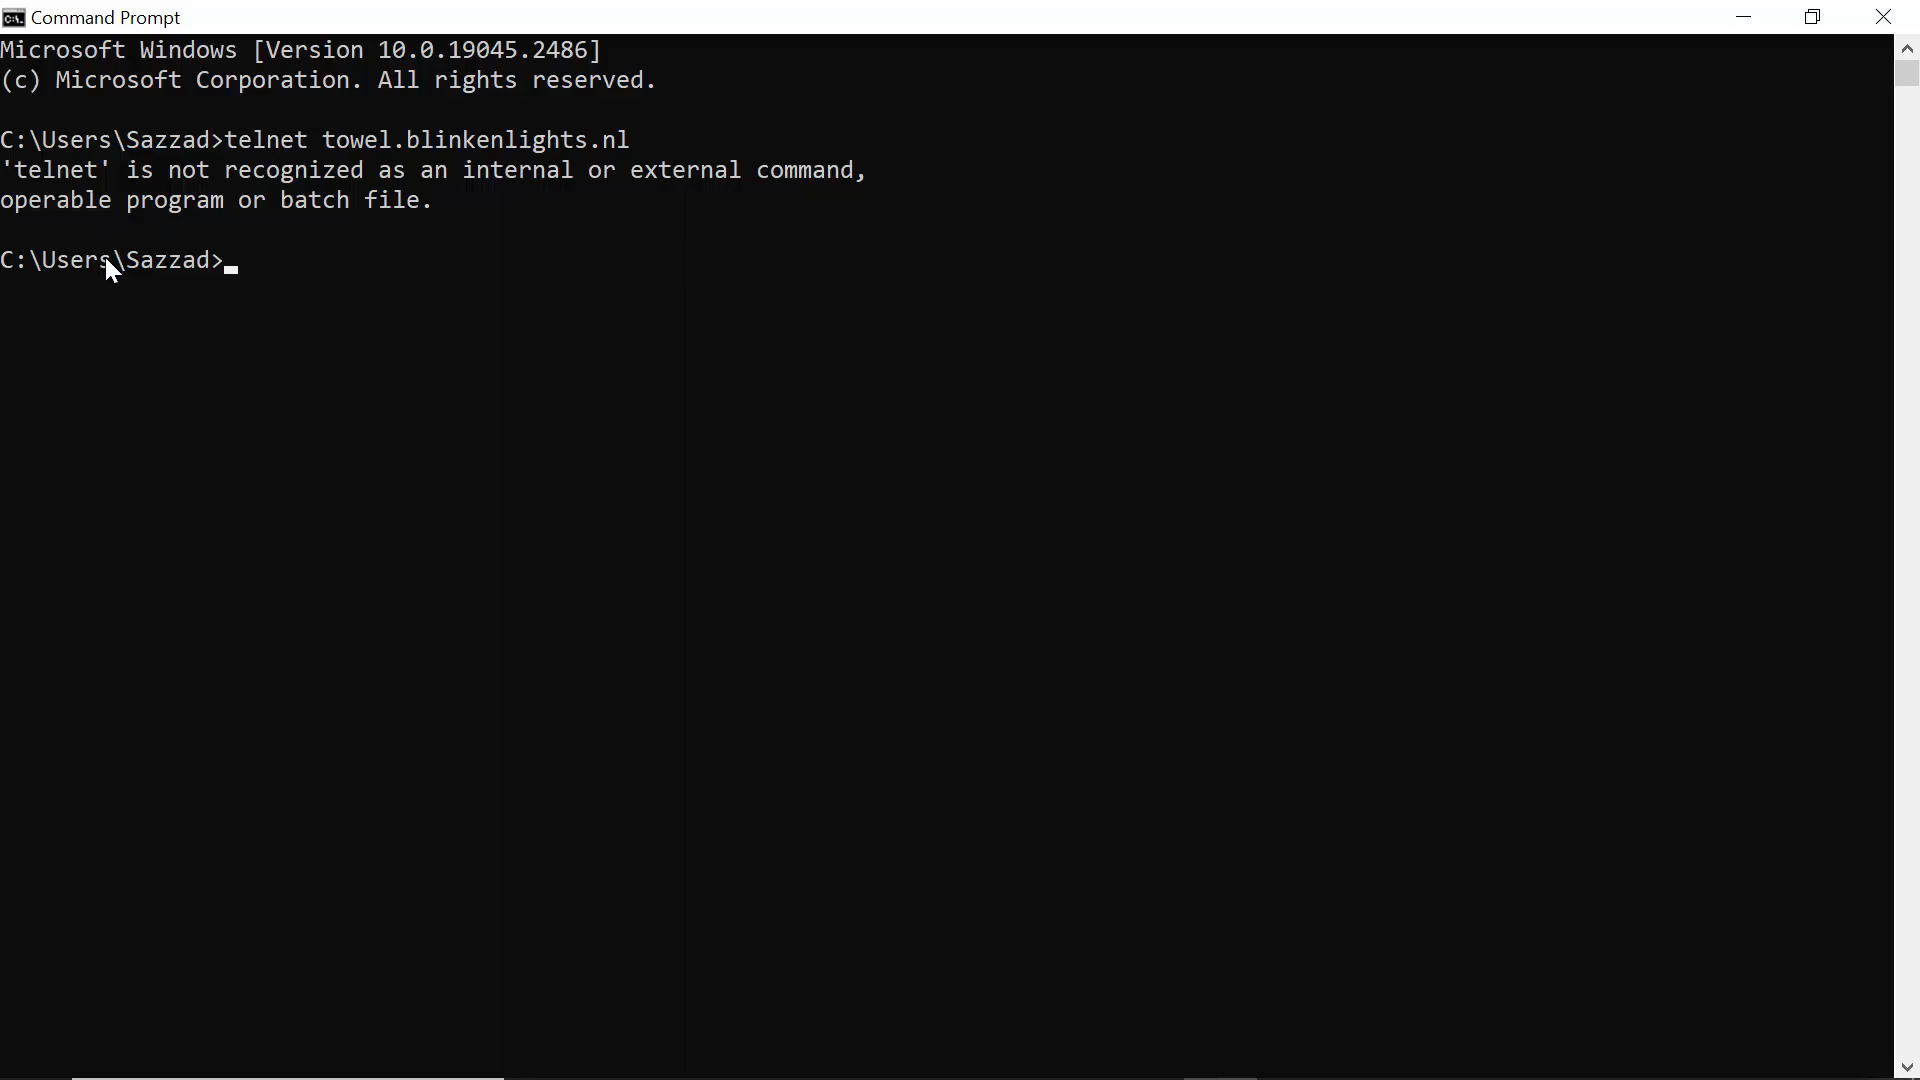 Command Prompt
Microsoft Windows [Version 10.0.19045.2486]
(c) Microsoft Corporation. All rights reserved.
C:\Users\Sazzad>telnet towel.blinkenlights.nl
'telnet' is not recognized as an internal or external command,
operable program or batch file.
C:\Users\Sazzad>